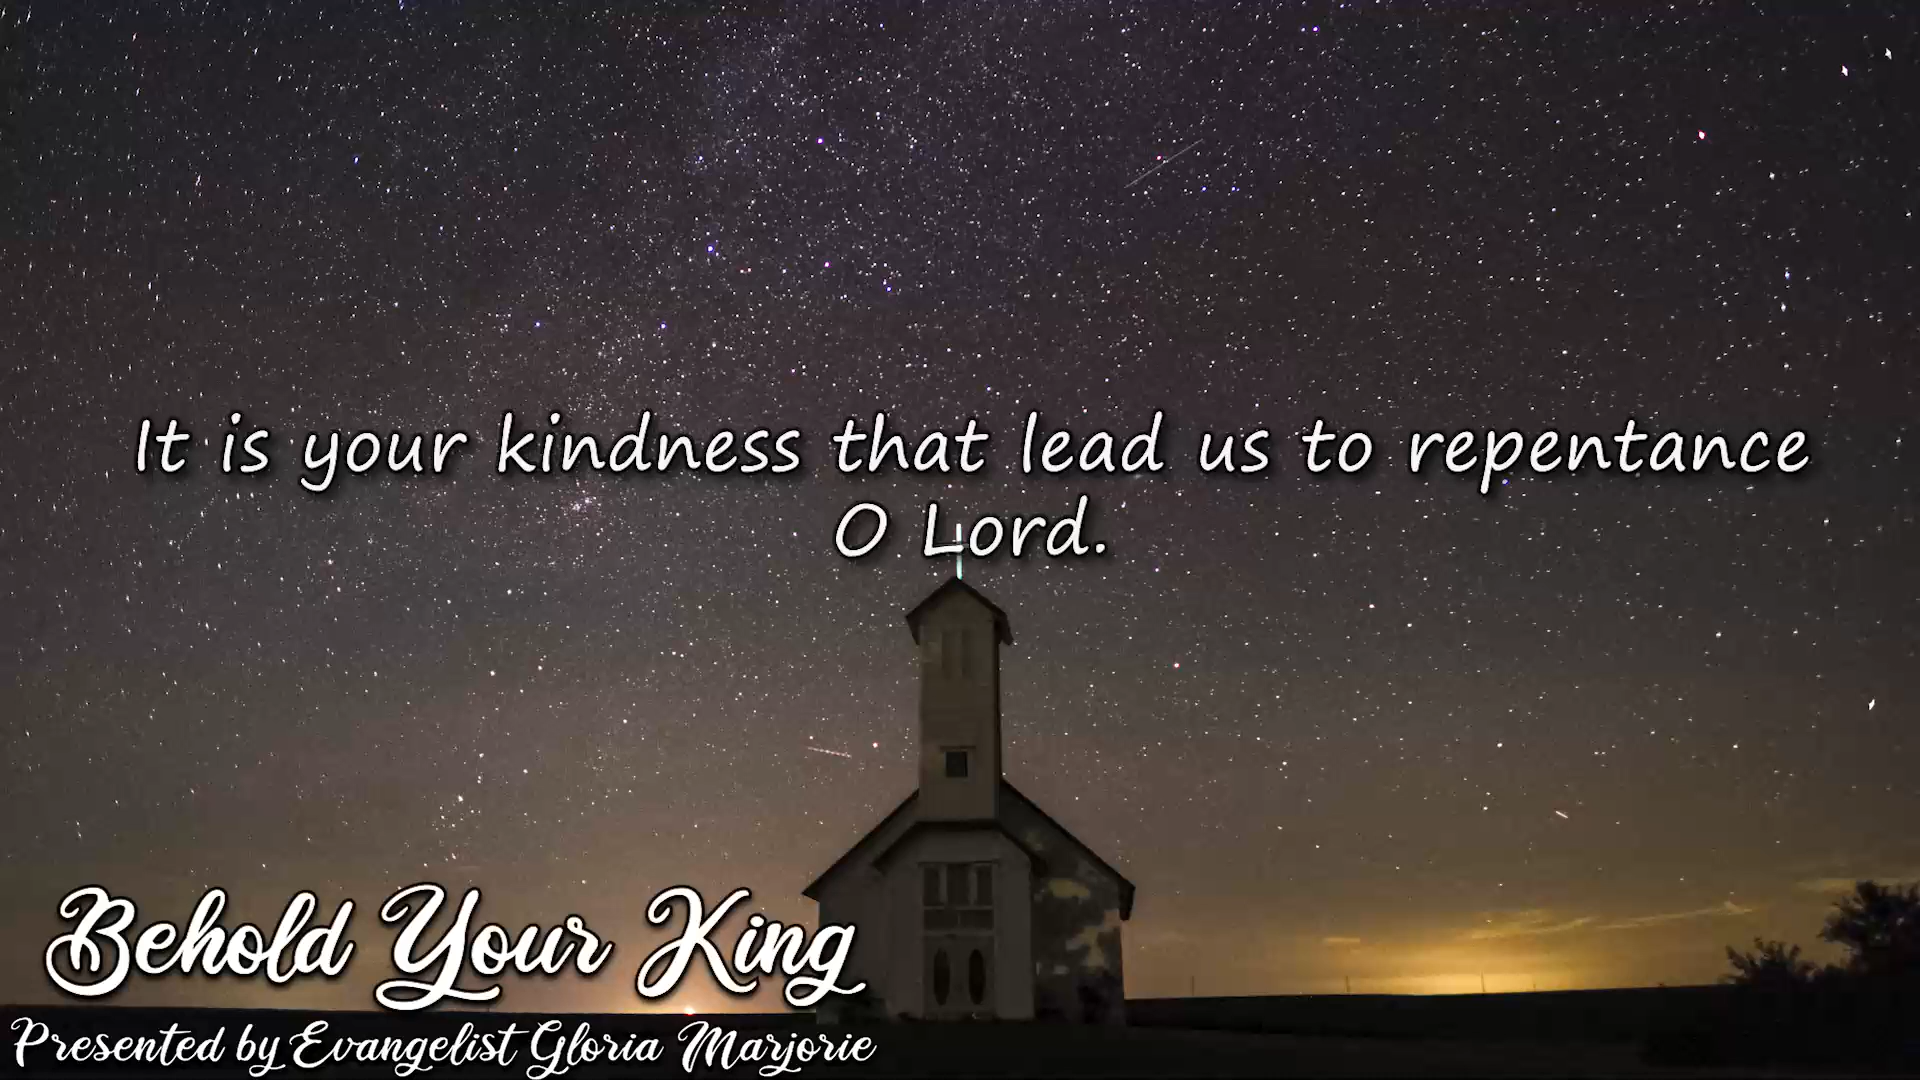 It is your kindness that lead us to repentance
O Lord.
Behold Your King
Presented by Evangelist Gloria Marjorie